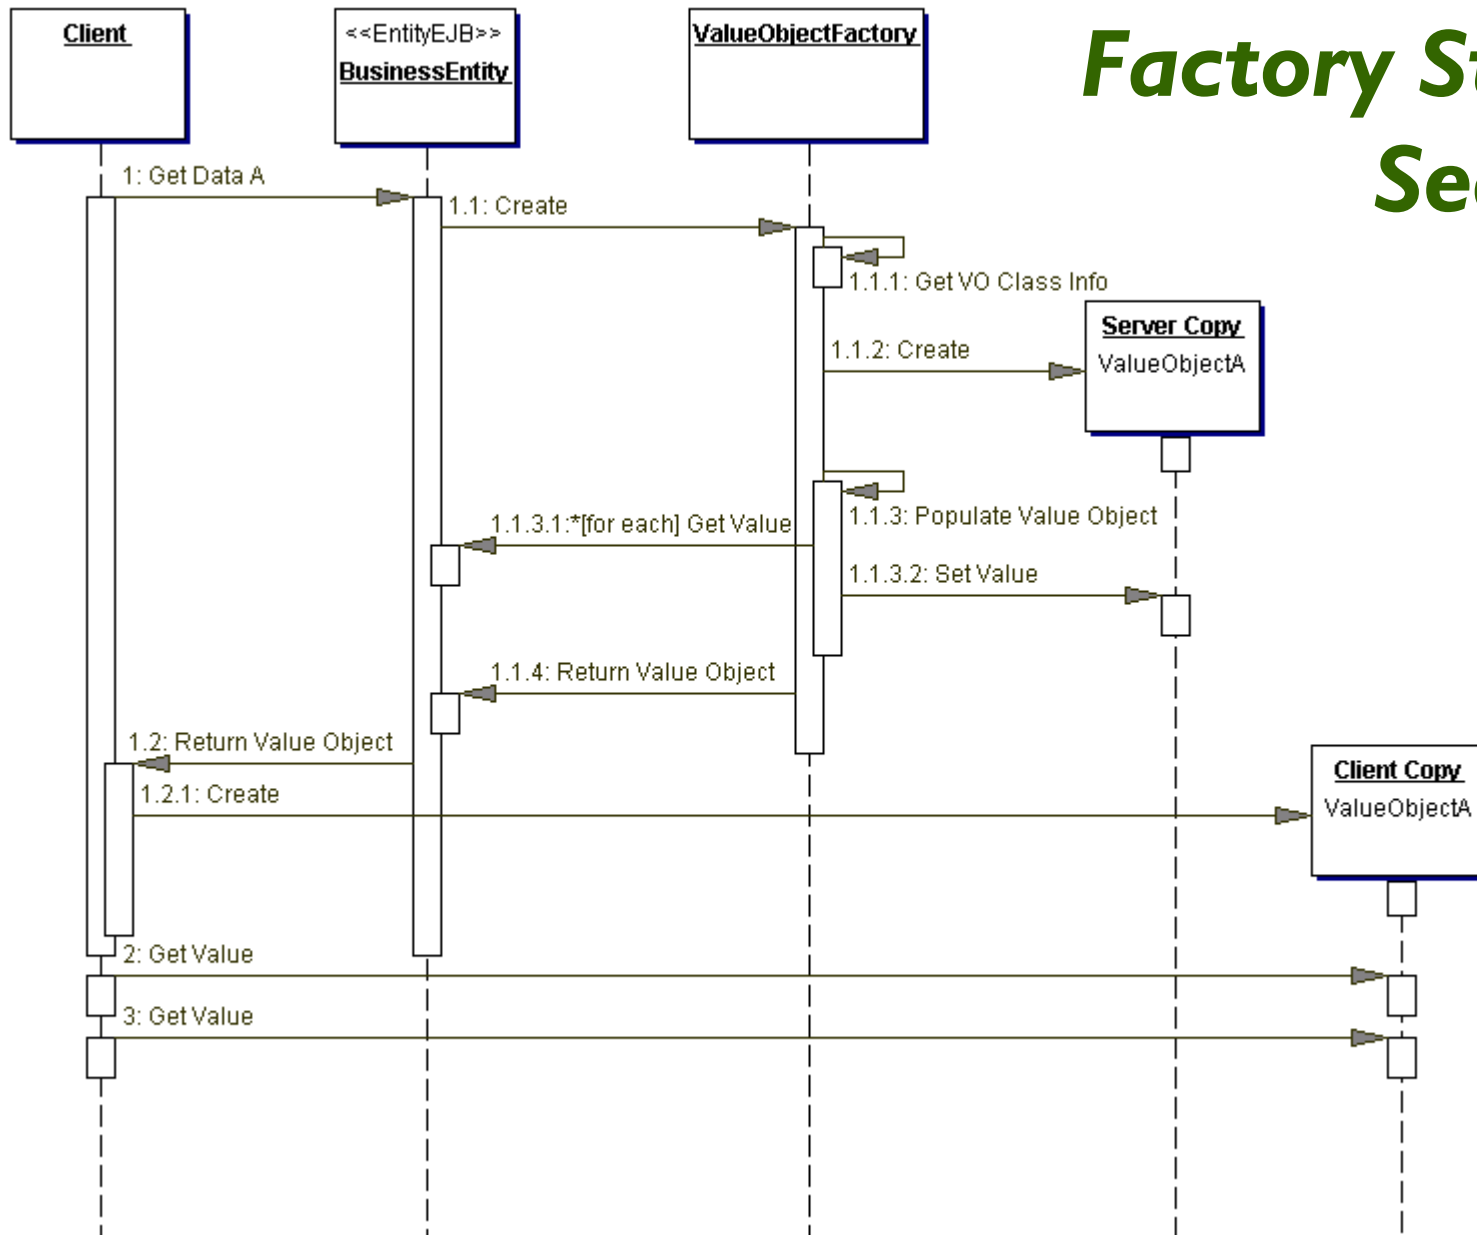 Client
<<EntityEJB>>
BusinessEntity
ValueObjectFactory
Factory
1: Get Data A
1.1: Create
1.1.1: Get VO Class Info
Server Copy
ValueObjectA
1.1.2: Create
1.1.3: Populate Value Object
1.1.3.1:*[for each] Get Value
1.1.3.2: Set Value
1.1.4: Return Value Object
1.2: Return Value Object
Client Copy
ValueObjectA
1.2.1: Create
2: Get Value
3: Get Value